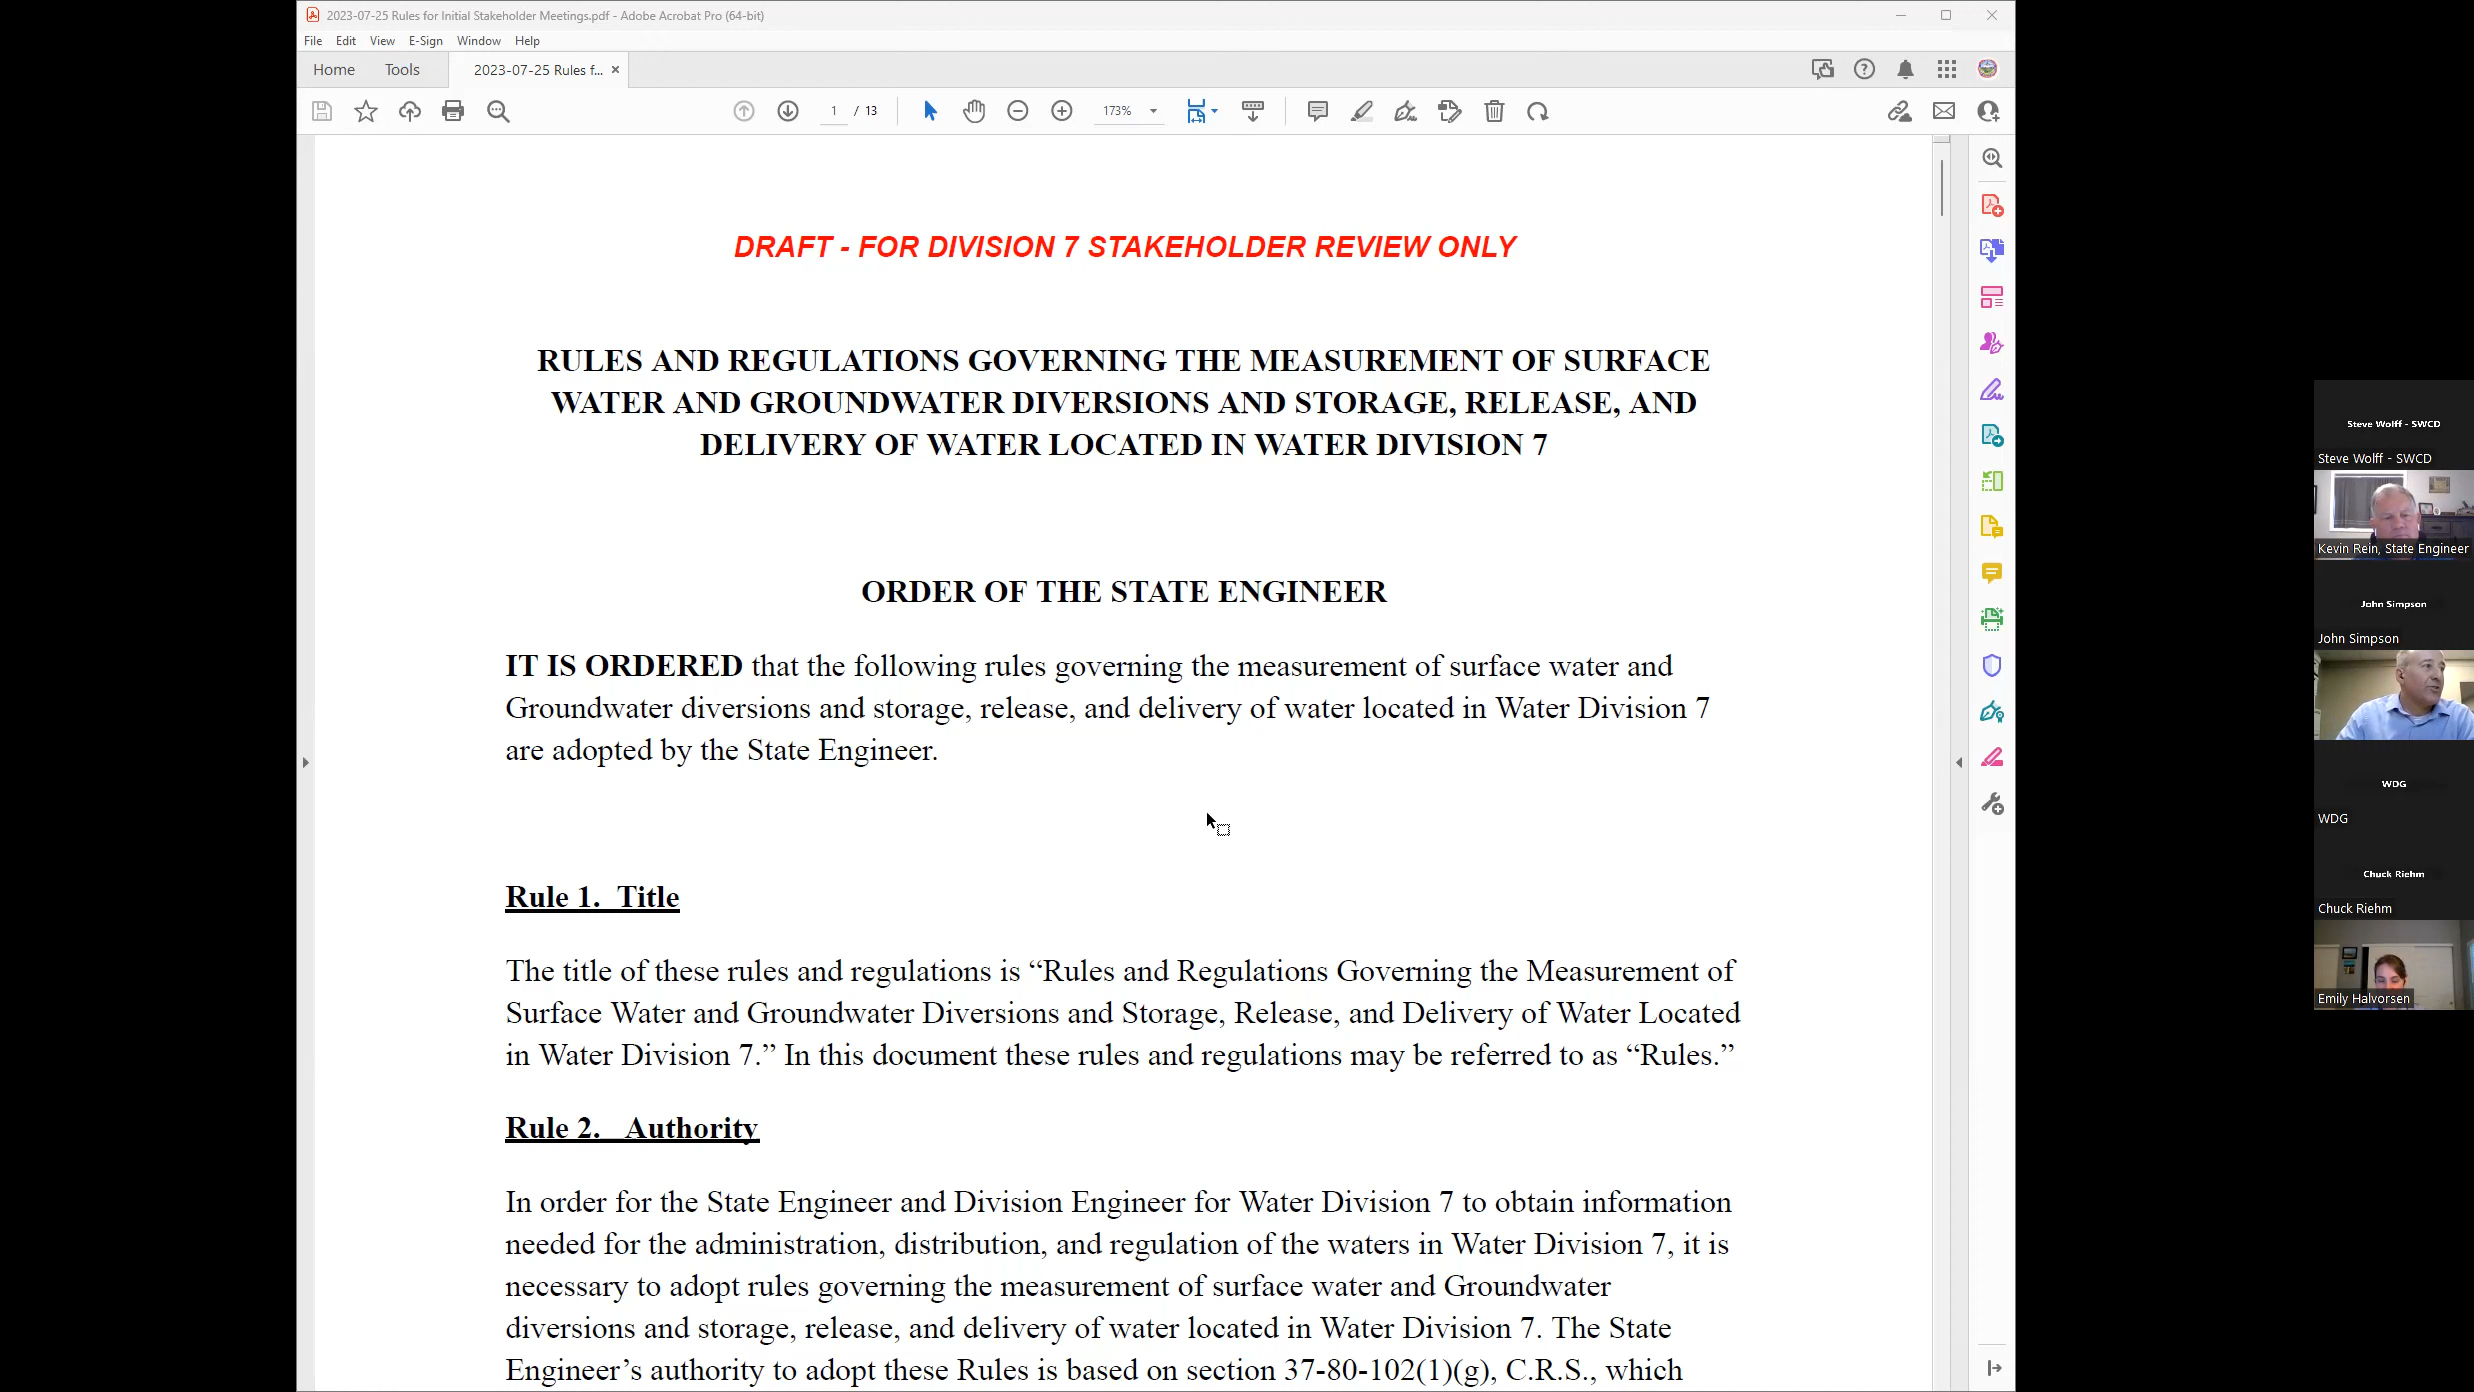 2023-07-25 Rules for Initial Stakeholder Meetings.pdf - Adobe Acrobat Pro (64-bit)
File Edit View E-Sign Window Help
Home Tools 2023-07-25 Rules f... ×
1 / 13 173%
DRAFT - FOR DIVISION 7 STAKEHOLDER REVIEW ONLY
RULES AND REGULATIONS GOVERNING THE MEASUREMENT OF SURFACE
WATER AND GROUNDWATER DIVERSIONS AND STORAGE, RELEASE, AND
DELIVERY OF WATER LOCATED IN WATER DIVISION 7
ORDER OF THE STATE ENGINEER
IT IS ORDERED that the following rules governing the measurement of surface water and
Groundwater diversions and storage, release, and delivery of water located in Water Division 7
are adopted by the State Engineer.
Rule 1. Title
The title of these rules and regulations is “Rules and Regulations Governing the Measurement of
Surface Water and Groundwater Diversions and Storage, Release, and Delivery of Water Located
in Water Division 7.” In this document these rules and regulations may be referred to as “Rules.”
Rule 2. Authority
In order for the State Engineer and Division Engineer for Water Division 7 to obtain information
needed for the administration, distribution, and regulation of the waters in Water Division 7, it is
necessary to adopt rules governing the measurement of surface water and Groundwater
diversions and storage, release, and delivery of water located in Water Division 7. The State
Engineer’s authority to adopt these Rules is based on section 37-80-102(1)(g), C.R.S., which
Steve Wolff - SWCD
Steve Wolff - SWCD
Kevin Rein, State Engineer
John Simpson
John Simpson
WDG
WDG
Chuck Riehm
Chuck Riehm
Emily Halvorsen